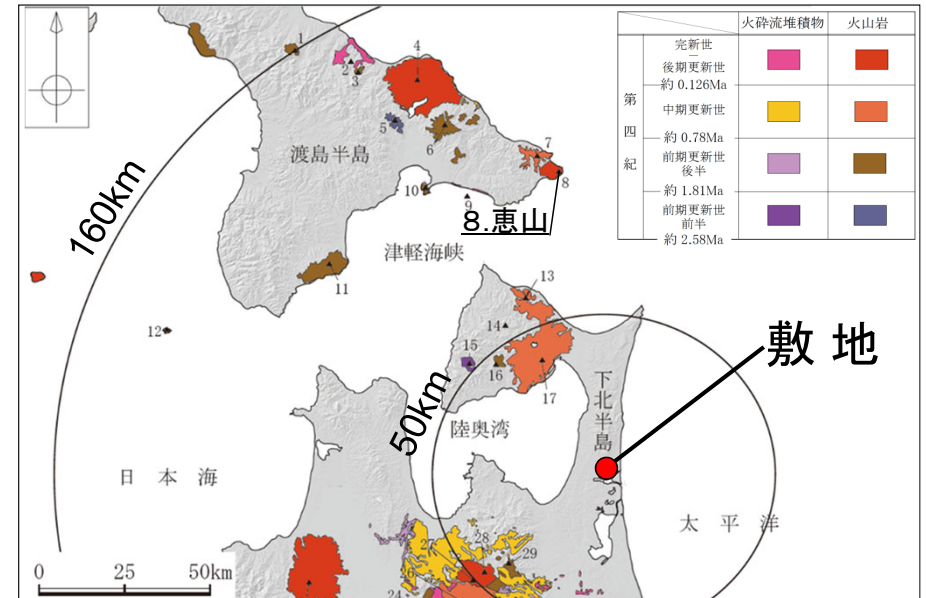 火砕流堆積物 火山岩
第四紀
完新世
|
後期更新世
約 0.126Ma
中期更新世
約 0.78Ma
前期更新世
後半
約 1.81Ma
前期更新世
前半
約 2.58Ma
1
2
3
4
5
6
7
8
9
10
渡島半島
8.恵山
160km
津軽海峡
11
12
13
14
15
16
17
敷地
50km
下北半島
陸奥湾
日本海
太平洋
27
28
29
24
0 25 50km